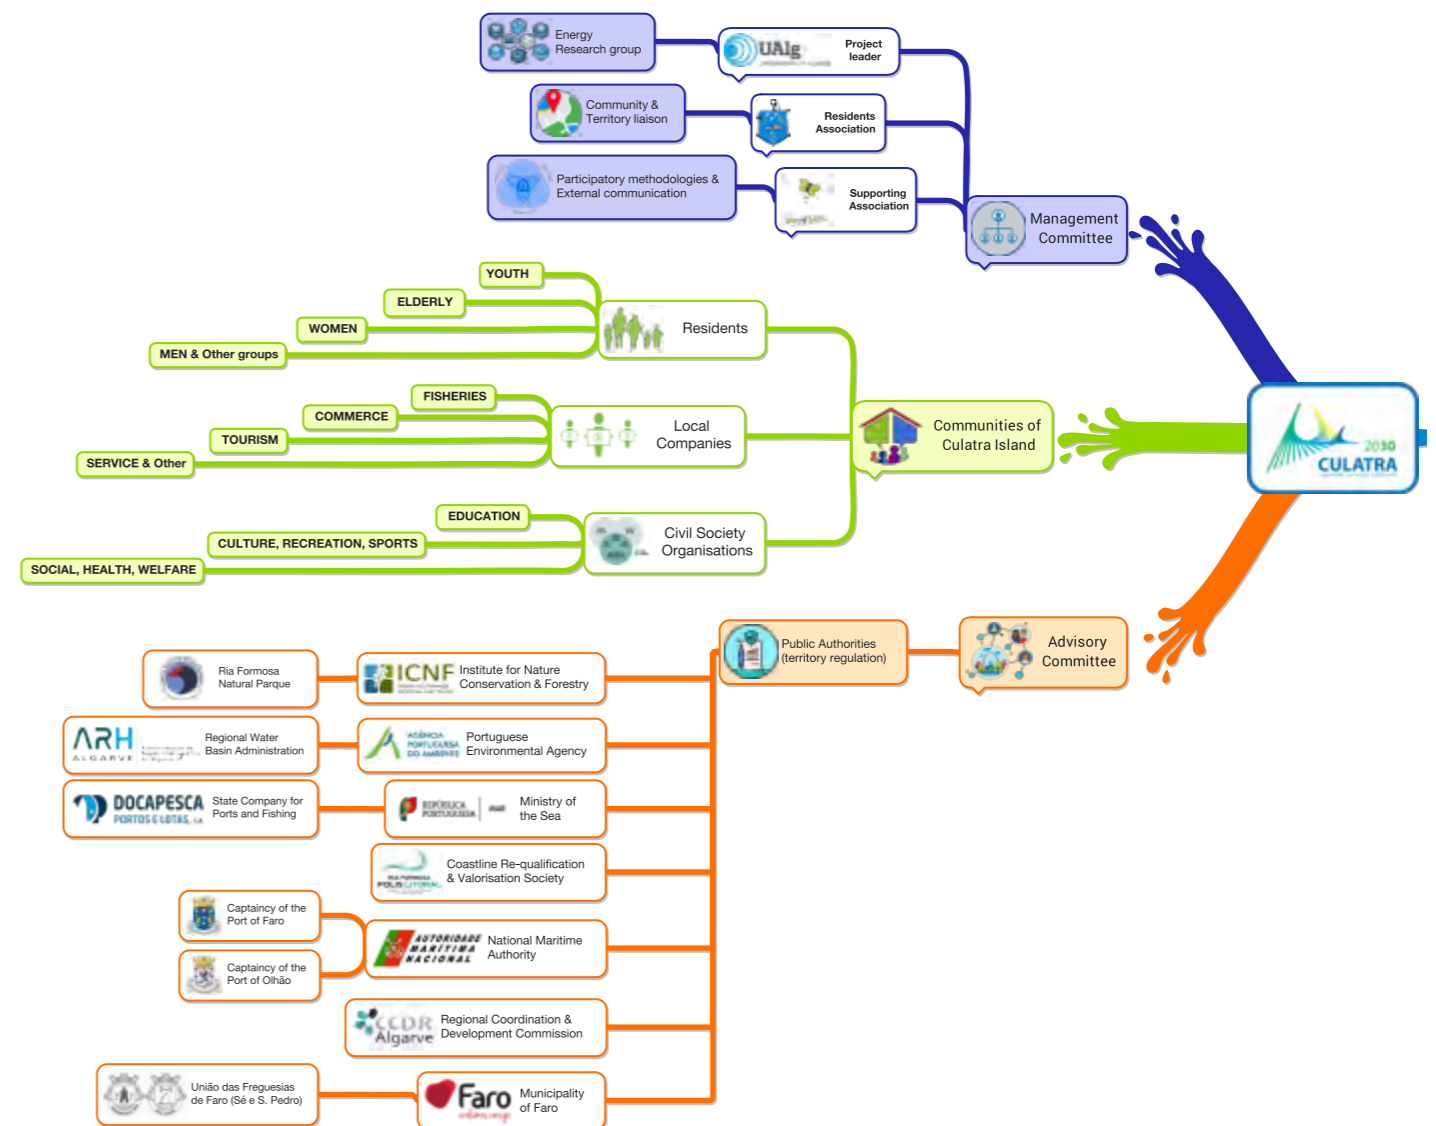 Energy
Research group
UAlg
Project
leader
Community &
Territory liaison
Residents
Association
Participatory methodologies &
External communication
Supporting
Association
Management
Committee
YOUTH
ELDERLY
WOMEN
MEN & Other groups
Residents
FISHERIES
COMMERCE
TOURISM
SERVICE & Other
Local
Companies
Communities of
Culatra Island
2030
CULATRA
EDUCATION
CULTURE, RECREATION, SPORTS
SOCIAL, HEALTH, WELFARE
Civil Society
Organisations
Public Authorities
(territory regulation)
Advisory
Committee
Ria Formosa
Natural Parque
ICNF
Institute for Nature
Conservation & Forestry
ARH
ALGARVE
Regional Water
Basin Administration
AGÊNCIA
PORTUGUESA
DO AMBIENTE
Portuguese
Environmental Agency
DOCAPESCA
PORTOS E LOTAS, SA
State Company for
Ports and Fishing
REPÚBLICA
PORTUGUESA
Ministry of
the Sea
RIA FORMOSA
POLIS LITORAL
Coastline Re-qualification
& Valorisation Society
Captaincy of the
Port of Faro
Captaincy of the
Port of Olhão
AUTORIDADE
MARÍTIMA
NACIONAL
National Maritime
Authority
CCDR
Algarve
Regional Coordination &
Development Commission
União das Freguesias
de Faro (Sé e S. Pedro)
Faro
Municipality
of Faro